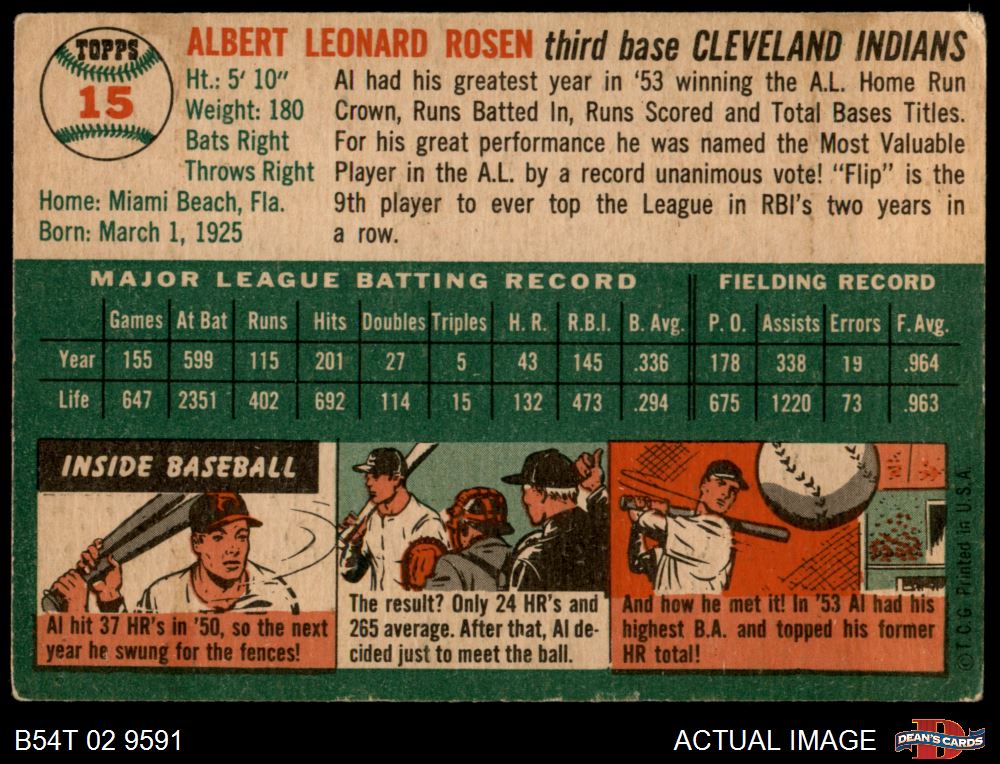 TOPPS
15
ALBERT LEONARD ROSEN third base CLEVELAND INDIANS
Ht.: 5' 10"
Weight: 180
Bats Right
Throws Right
Home: Miami Beach, Fla.
Born: March 1, 1925
Al had his greatest year in '53 winning the A.L. Home Run
Crown, Runs Batted In, Runs Scored and Total Bases Titles.
For his great performance he was named the Most Valuable
Player in the A.L. by a record unanimous vote! "Flip" is the
9th player to ever top the League in RBI's two years in
a row.
MAJOR LEAGUE BATTING RECORD FIELDING RECORD
Games At Bat Runs Hits Doubles Triples H. R. R.B.I. B. Avg. P. O. Assists Errors F. Avg.
Year 155 599 115 201 27 5 43 145 .336 178 338 19 .964
Life 647 2351 402 692 114 15 132 473 .294 675 1220 73 .963
INSIDE BASEBALL
Al hit 37 HR's in '50, so the next
year he swung for the fences!
The result? Only 24 HR's and
265 average. After that, Al de-
cided just to meet the ball.
And how he met it! In '53 Al had his
highest B.A. and topped his former
HR total!
© T.C.G. Printed in U.S.A.
B54T 02 9591
ACTUAL IMAGE
DEAN'S CARDS